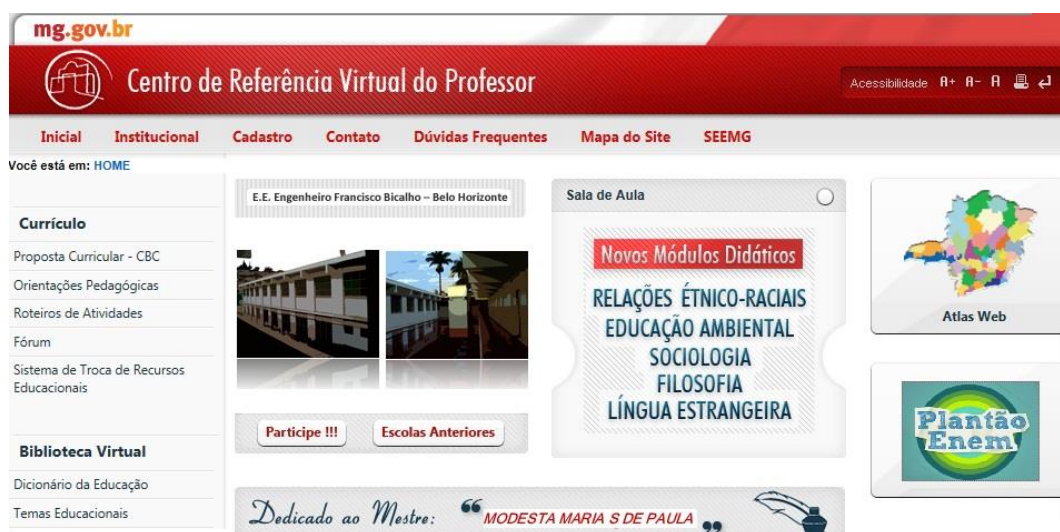 mg.gov.br
Centro de Referência Virtual do Professor
Acessibilidade A+ A- A
Inicial Institucional Cadastro Contato Dúvidas Frequentes Mapa do Site SEEMG
Você está em: HOME
Currículo
Proposta Curricular - CBC
Orientações Pedagógicas
Roteiros de Atividades
Fórum
Sistema de Troca de Recursos
Educacionais
Biblioteca Virtual
Dicionário da Educação
Temas Educacionais
E.E. Engenheiro Francisco Bicalho – Belo Horizonte
Participe !!! Escolas Anteriores
Sala de Aula
Novos Módulos Didáticos
RELAÇÕES ÉTNICO-RACIAIS
EDUCAÇÃO AMBIENTAL
SOCIOLOGIA
FILOSOFIA
LÍNGUA ESTRANGEIRA
Atlas Web
Plantão
Enem
Dedicado ao Mestre: “ MODESTA MARIA S DE PAULA ”